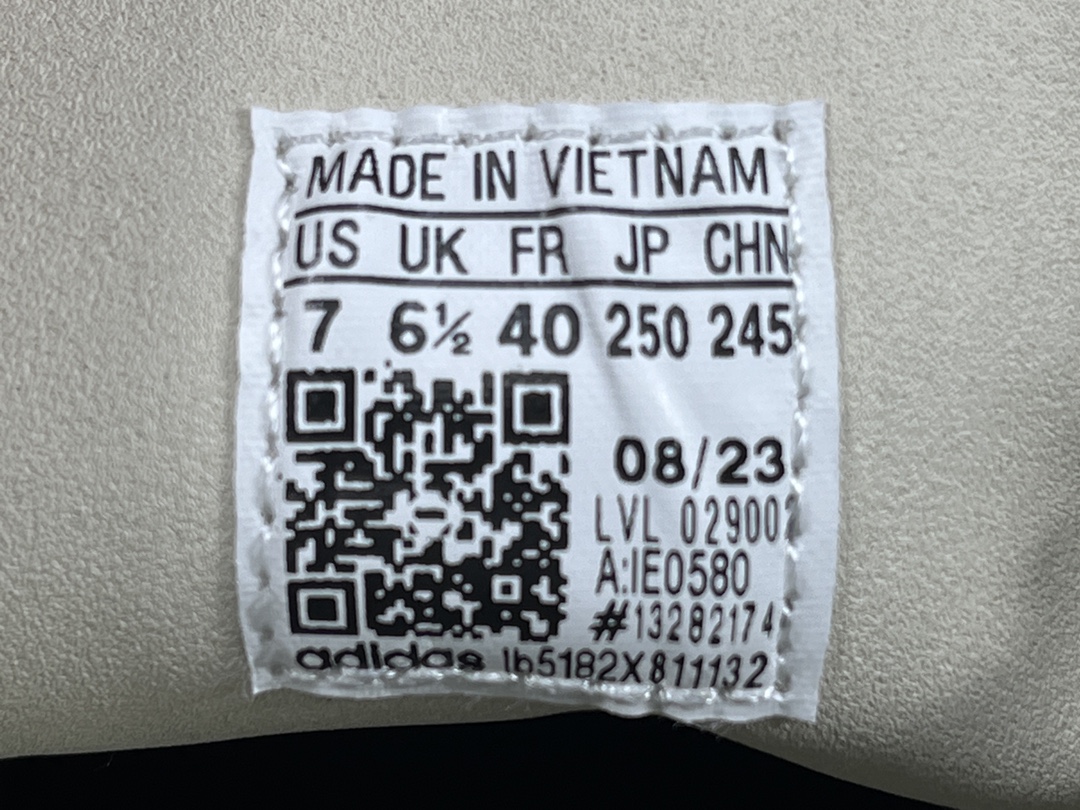 MADE IN VIETNAM
US UK FR JP CHN
7 6½ 40 250 245
08/23
LVL 029002
A:IE0580
#13282174
adidas lb5182X811132